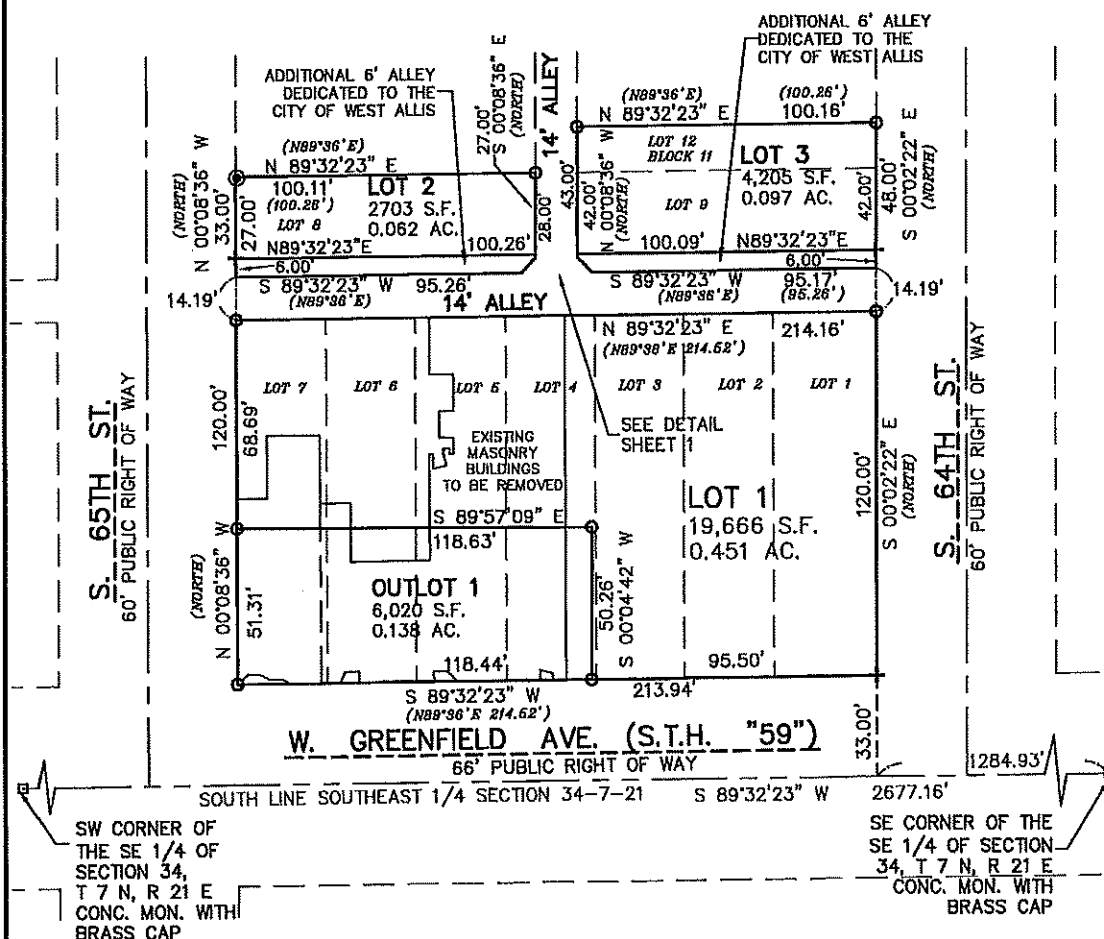 ADDITIONAL 6' ALLEY
DEDICATED TO THE
CITY OF WEST ALLIS
ADDITIONAL 6' ALLEY
DEDICATED TO THE
CITY OF WEST ALLIS
27.00'
S 00°08'36" E
(NORTH)
14' ALLEY
(N89°36'E)
(100.26')
N 89°32'23" E
100.16'
(N89°36'E)
N 89°32'23" E
100.11'
(100.26')
LOT 2
2703 S.F.
0.062 AC.
LOT 8
(NORTH)
N 00°08'36" W
33.00'
27.00'
28.00'
43.00'
42.00'
N 00°08'36" W
(NORTH)
LOT 12
BLOCK 11
LOT 3
4,205 S.F.
0.097 AC.
LOT 9
42.00'
48.00'
S 00°02'22" E
(NORTH)
N89°32'23"E
100.26'
100.09'
N89°32'23"E
6.00'
6.00'
S 89°32'23" W
95.26'
(N89°36'E)
S 89°32'23" W
95.17'
(N89°36'E)
(95.26')
14.19'
14' ALLEY
14.19'
N 89°32'23" E
214.16'
(N89°36'E 214.52')
LOT 7
LOT 6
LOT 5
LOT 4
LOT 3
LOT 2
LOT 1
S. 65TH ST.
60' PUBLIC RIGHT OF WAY
120.00'
68.69'
(NORTH)
N 00°08'36" W
51.31'
EXISTING
MASONRY
BUILDINGS
TO BE REMOVED
SEE DETAIL
SHEET 1
LOT 1
19,666 S.F.
0.451 AC.
120.00'
S 00°02'22" E
(NORTH)
S. 64TH ST.
60' PUBLIC RIGHT OF WAY
S 89°57'09" E
118.63'
OUTLOT 1
6,020 S.F.
0.138 AC.
50.26'
S 00°04'42" W
118.44'
95.50'
S 89°32'23" W
213.94'
(N89°36'E 214.52')
W. GREENFIELD AVE. (S.T.H. "59")
66' PUBLIC RIGHT OF WAY
33.00'
1284.93'
SOUTH LINE SOUTHEAST 1/4 SECTION 34-7-21
S 89°32'23" W
2677.16'
SW CORNER OF
THE SE 1/4 OF
SECTION 34,
T 7 N, R 21 E
CONC. MON. WITH
BRASS CAP
SE CORNER OF THE
SE 1/4 OF SECTION
34, T 7 N, R 21 E
CONC. MON. WITH
BRASS CAP